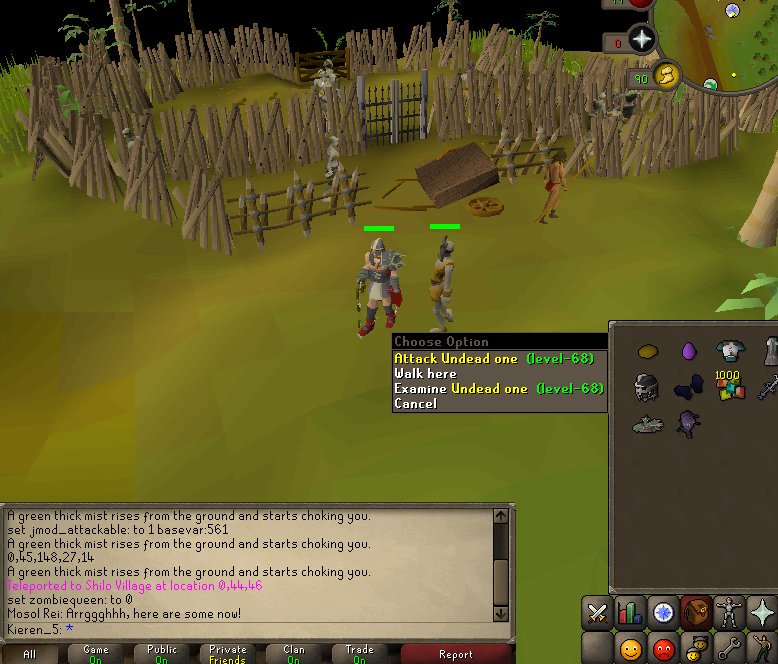 0
90
Choose Option
Attack Undead one (level-68)
Walk here
Examine Undead one (level-68)
Cancel
1000
A green thick mist rises from the ground and starts choking you.
set jmod_attackable: to 1 basevar:561
A green thick mist rises from the ground and starts choking you.
0,45,148,27,14
A green thick mist rises from the ground and starts choking you.
Teleported to Shilo Village at location 0,44,46
set zombiequeen: to 0
Mosol Rei: Arrggghhh, here are some now!
Kieren_5: *
All
Game
On
Public
On
Private
Friends
Clan
On
Trade
On
Report